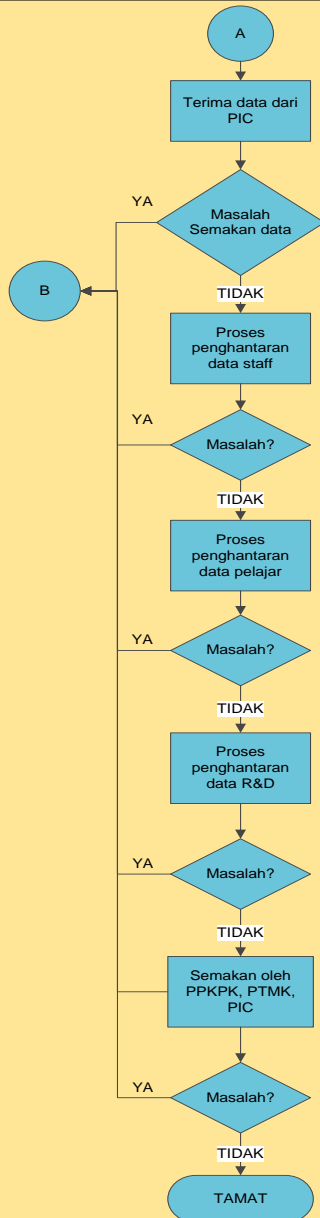 A
Terima data dari
PIC
YA
Masalah
Semakan data
B
TIDAK
Proses
penghantaran
data staff
YA
Masalah?
TIDAK
Proses
penghantaran
data pelajar
YA
Masalah?
TIDAK
Proses
penghantaran
data R&D
YA
Masalah?
TIDAK
Semakan oleh
PPKPK, PTMK,
PIC
YA
Masalah?
TIDAK
TAMAT